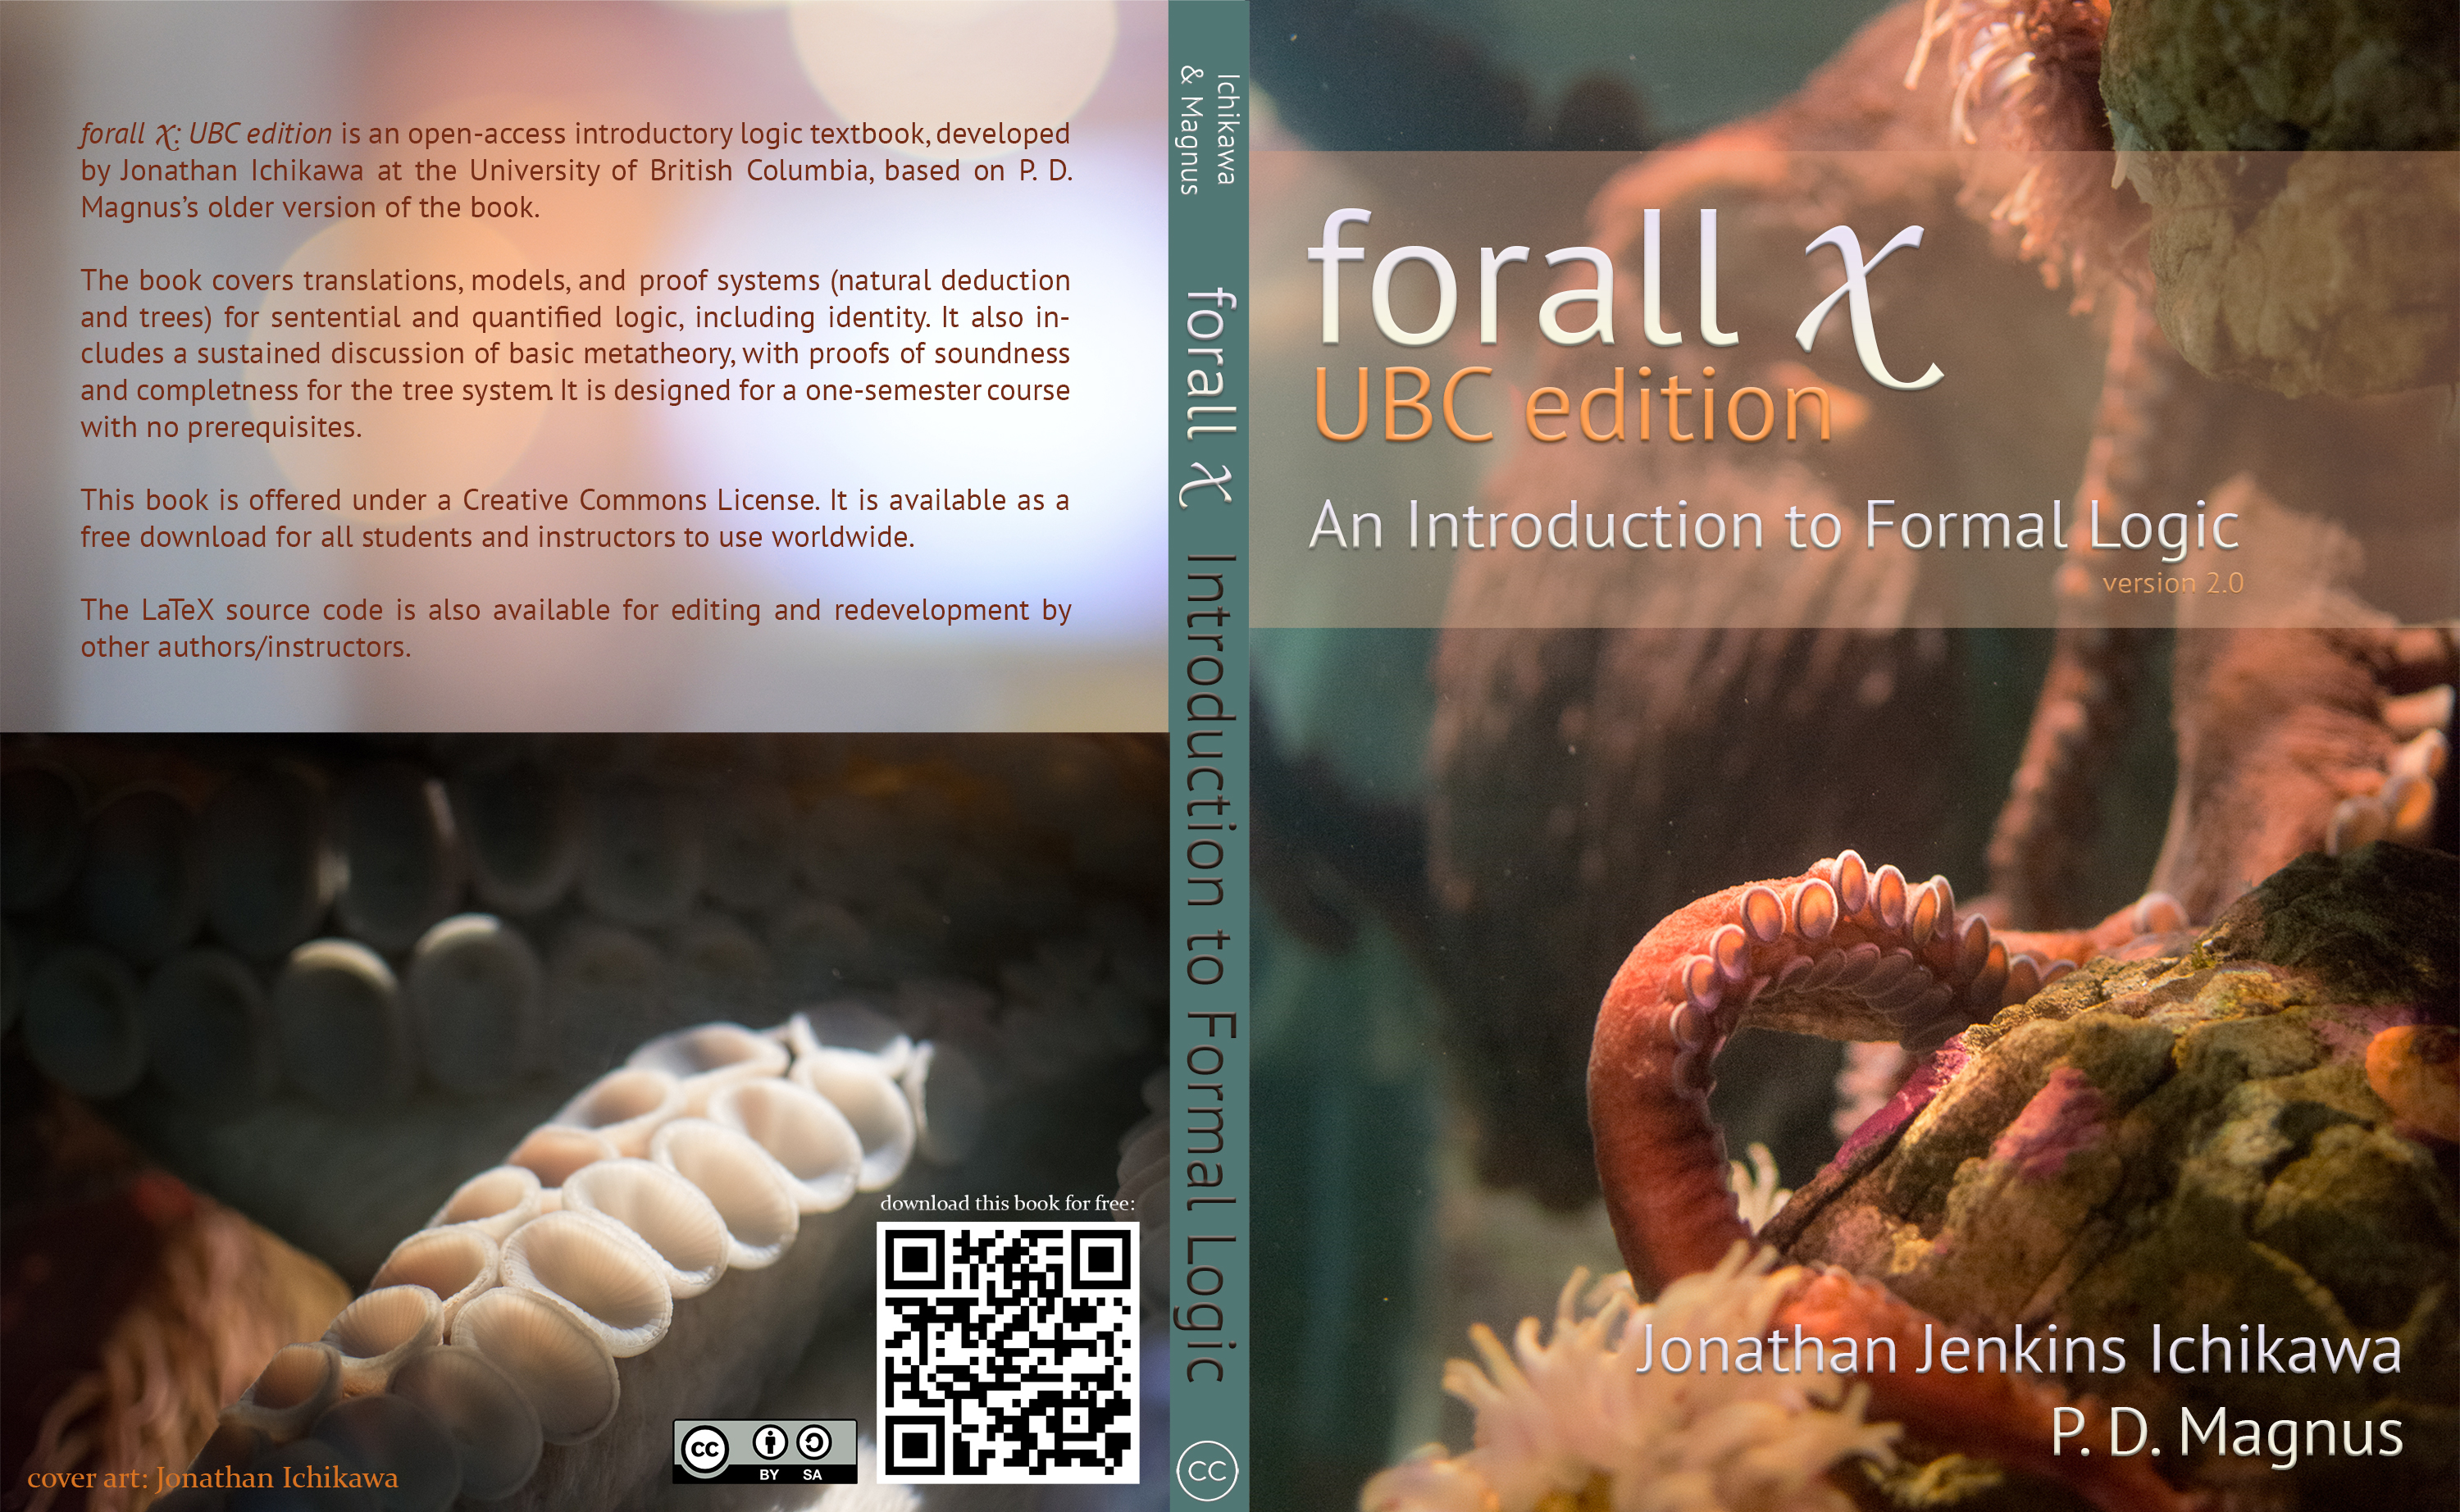 forall χ: UBC edition is an open-access introductory logic textbook, developed
by Jonathan Ichikawa at the University of British Columbia, based on P. D.
Magnus’s older version of the book.
The book covers translations, models, and proof systems (natural deduction
and trees) for sentential and quantified logic, including identity. It also in-
cludes a sustained discussion of basic metatheory, with proofs of soundness
and completness for the tree system. It is designed for a one-semester course
with no prerequisites.
This book is offered under a Creative Commons License. It is available as a
free download for all students and instructors to use worldwide.
The LaTeX source code is also available for editing and redevelopment by
other authors/instructors.
download this book for free:
cc
BY SA
cover art: Jonathan Ichikawa
Ichikawa
& Magnus
forall χ Introduction to Formal Logic
cc
forall χ
UBC edition
An Introduction to Formal Logic
version 2.0
Jonathan Jenkins Ichikawa
P. D. Magnus